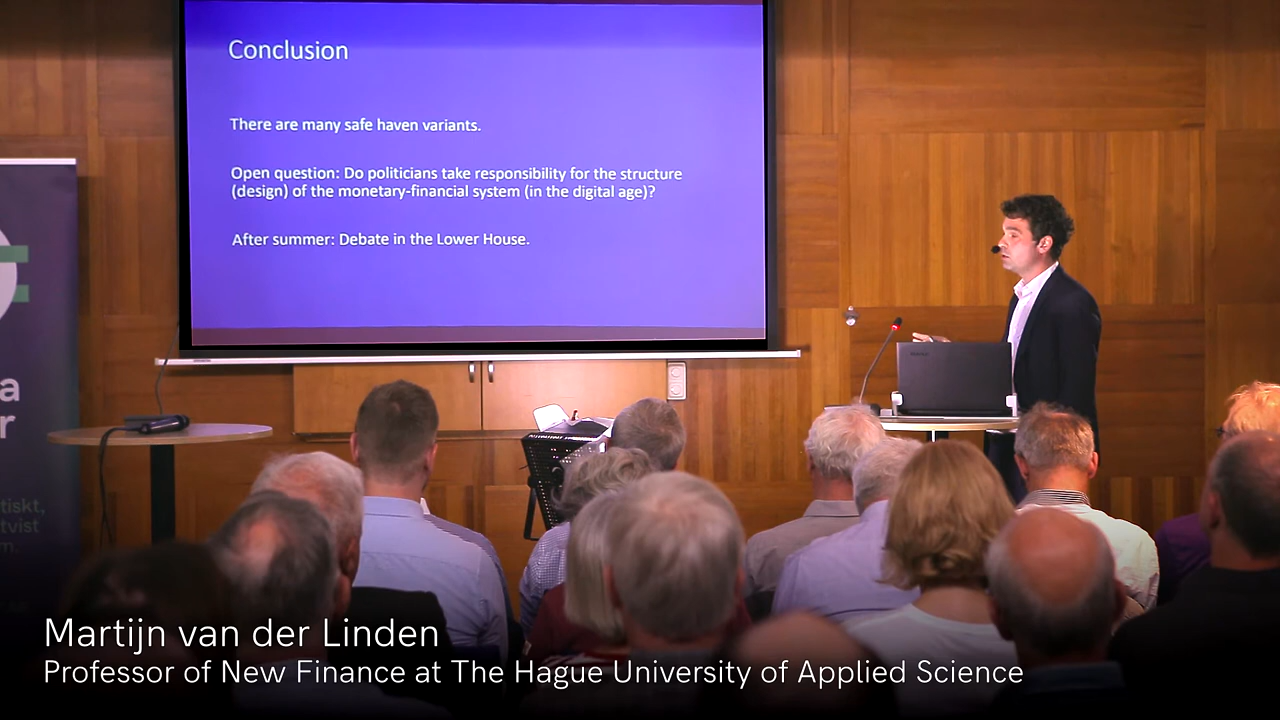 Conclusion
There are many safe haven variants.
Open question: Do politicians take responsibility for the structure
(design) of the monetary-financial system (in the digital age)?
After summer: Debate in the Lower House.
a
r
tiskt,
tvist
m.
Martijn van der Linden
Professor of New Finance at The Hague University of Applied Science